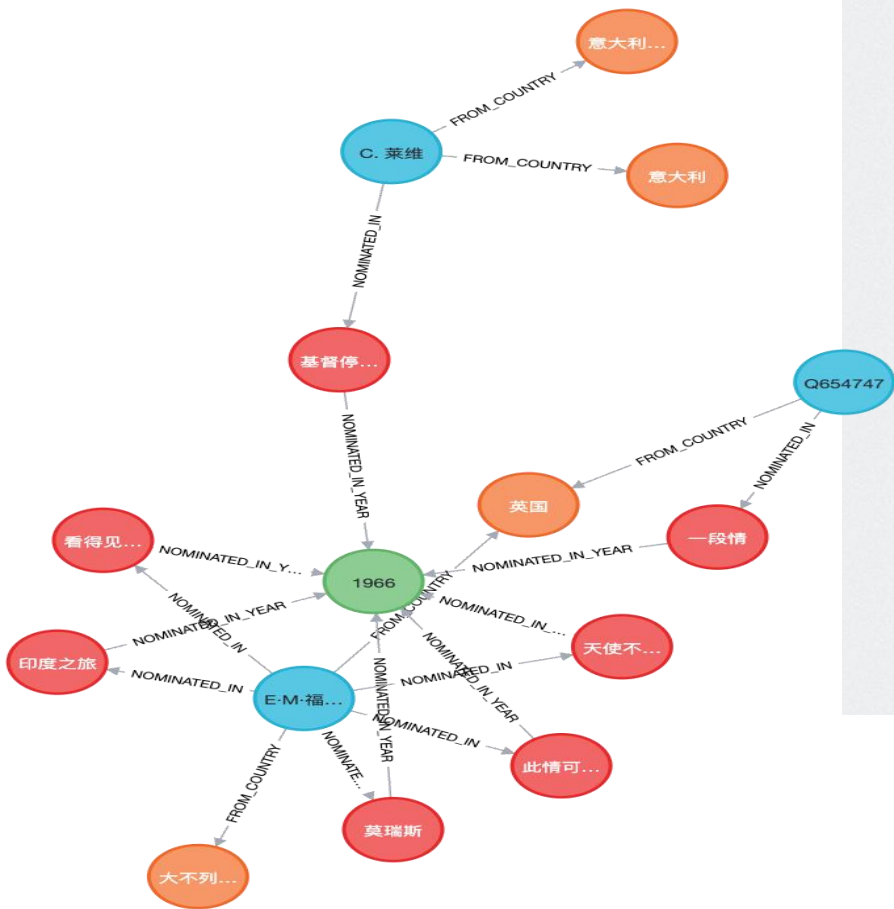 意大利...
FROM_COUNTRY
C. 莱维
FROM_COUNTRY
意大利
NOMINATED_IN
基督停...
Q654747
NOMINATED_IN_YEAR
FROM_COUNTRY
NOMINATED_IN
英国
看得见...
NOMINATED_IN_Y...
一段情
NOMINATED_IN_YEAR
1966
NOMINATED_IN_YEAR
NOMINATED_IN
FROM_COUNTRY
NOMINATED_IN_...
天使不...
印度之旅
NOMINATED_IN
NOMINATED_IN
E·M·福...
NOMINATED_IN_YEAR
NOMINATED_IN_YEAR
NOMINATED_IN
NOMINATE...
此情可...
FROM_COUNTRY
莫瑞斯
大不列...